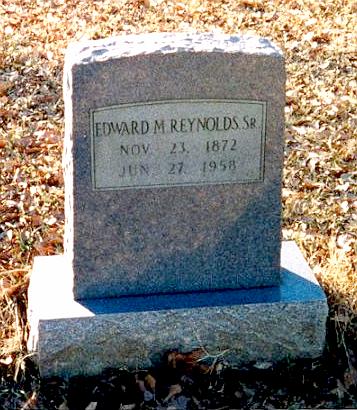 EDWARD M REYNOLDS, SR
NOV. 23, 1872
JUN 27, 1958